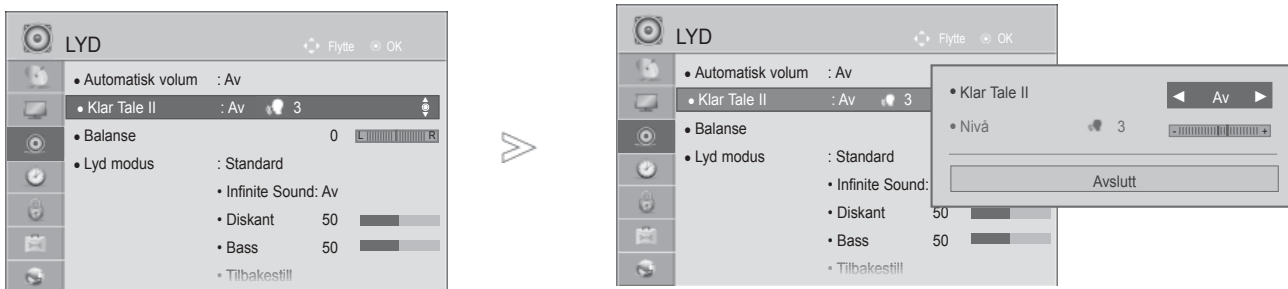 LYD
Flytte OK
• Automatisk volum : Av
• Klar Tale II : Av 3
• Balanse 0 L R
• Lyd modus : Standard
• Infinite Sound: Av
• Diskant 50
• Bass 50
• Tilbakestill
LYD
Flytte OK
• Automatisk volum : Av
• Klar Tale II : Av 3
• Balanse
• Lyd modus : Standard
• Infinite Sound:
• Diskant 50
• Bass 50
• Tilbakestill
• Klar Tale II ◄ Av ►
• Nivå 3 - +
Avslutt